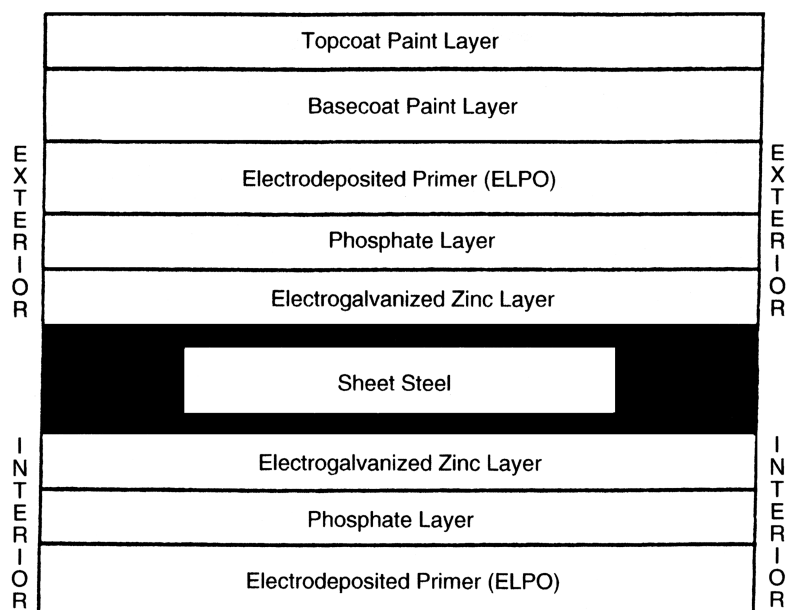 Topcoat Paint Layer
Basecoat Paint Layer
EXTERIOR
Electrodeposited Primer (ELPO)
EXTERIOR
Phosphate Layer
Electrogalvanized Zinc Layer
Sheet Steel
INTERIOR
Electrogalvanized Zinc Layer
INTERIOR
Phosphate Layer
Electrodeposited Primer (ELPO)